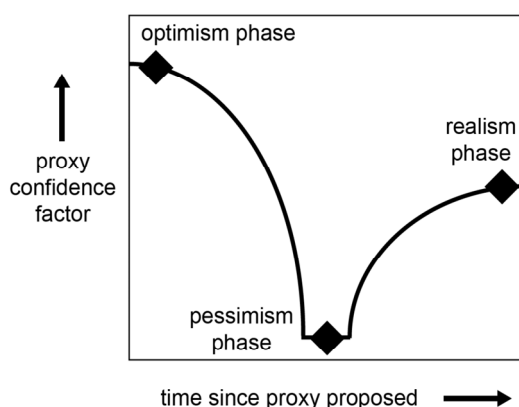 optimism phase
proxy
confidence
factor
realism
phase
pessimism
phase
time since proxy proposed